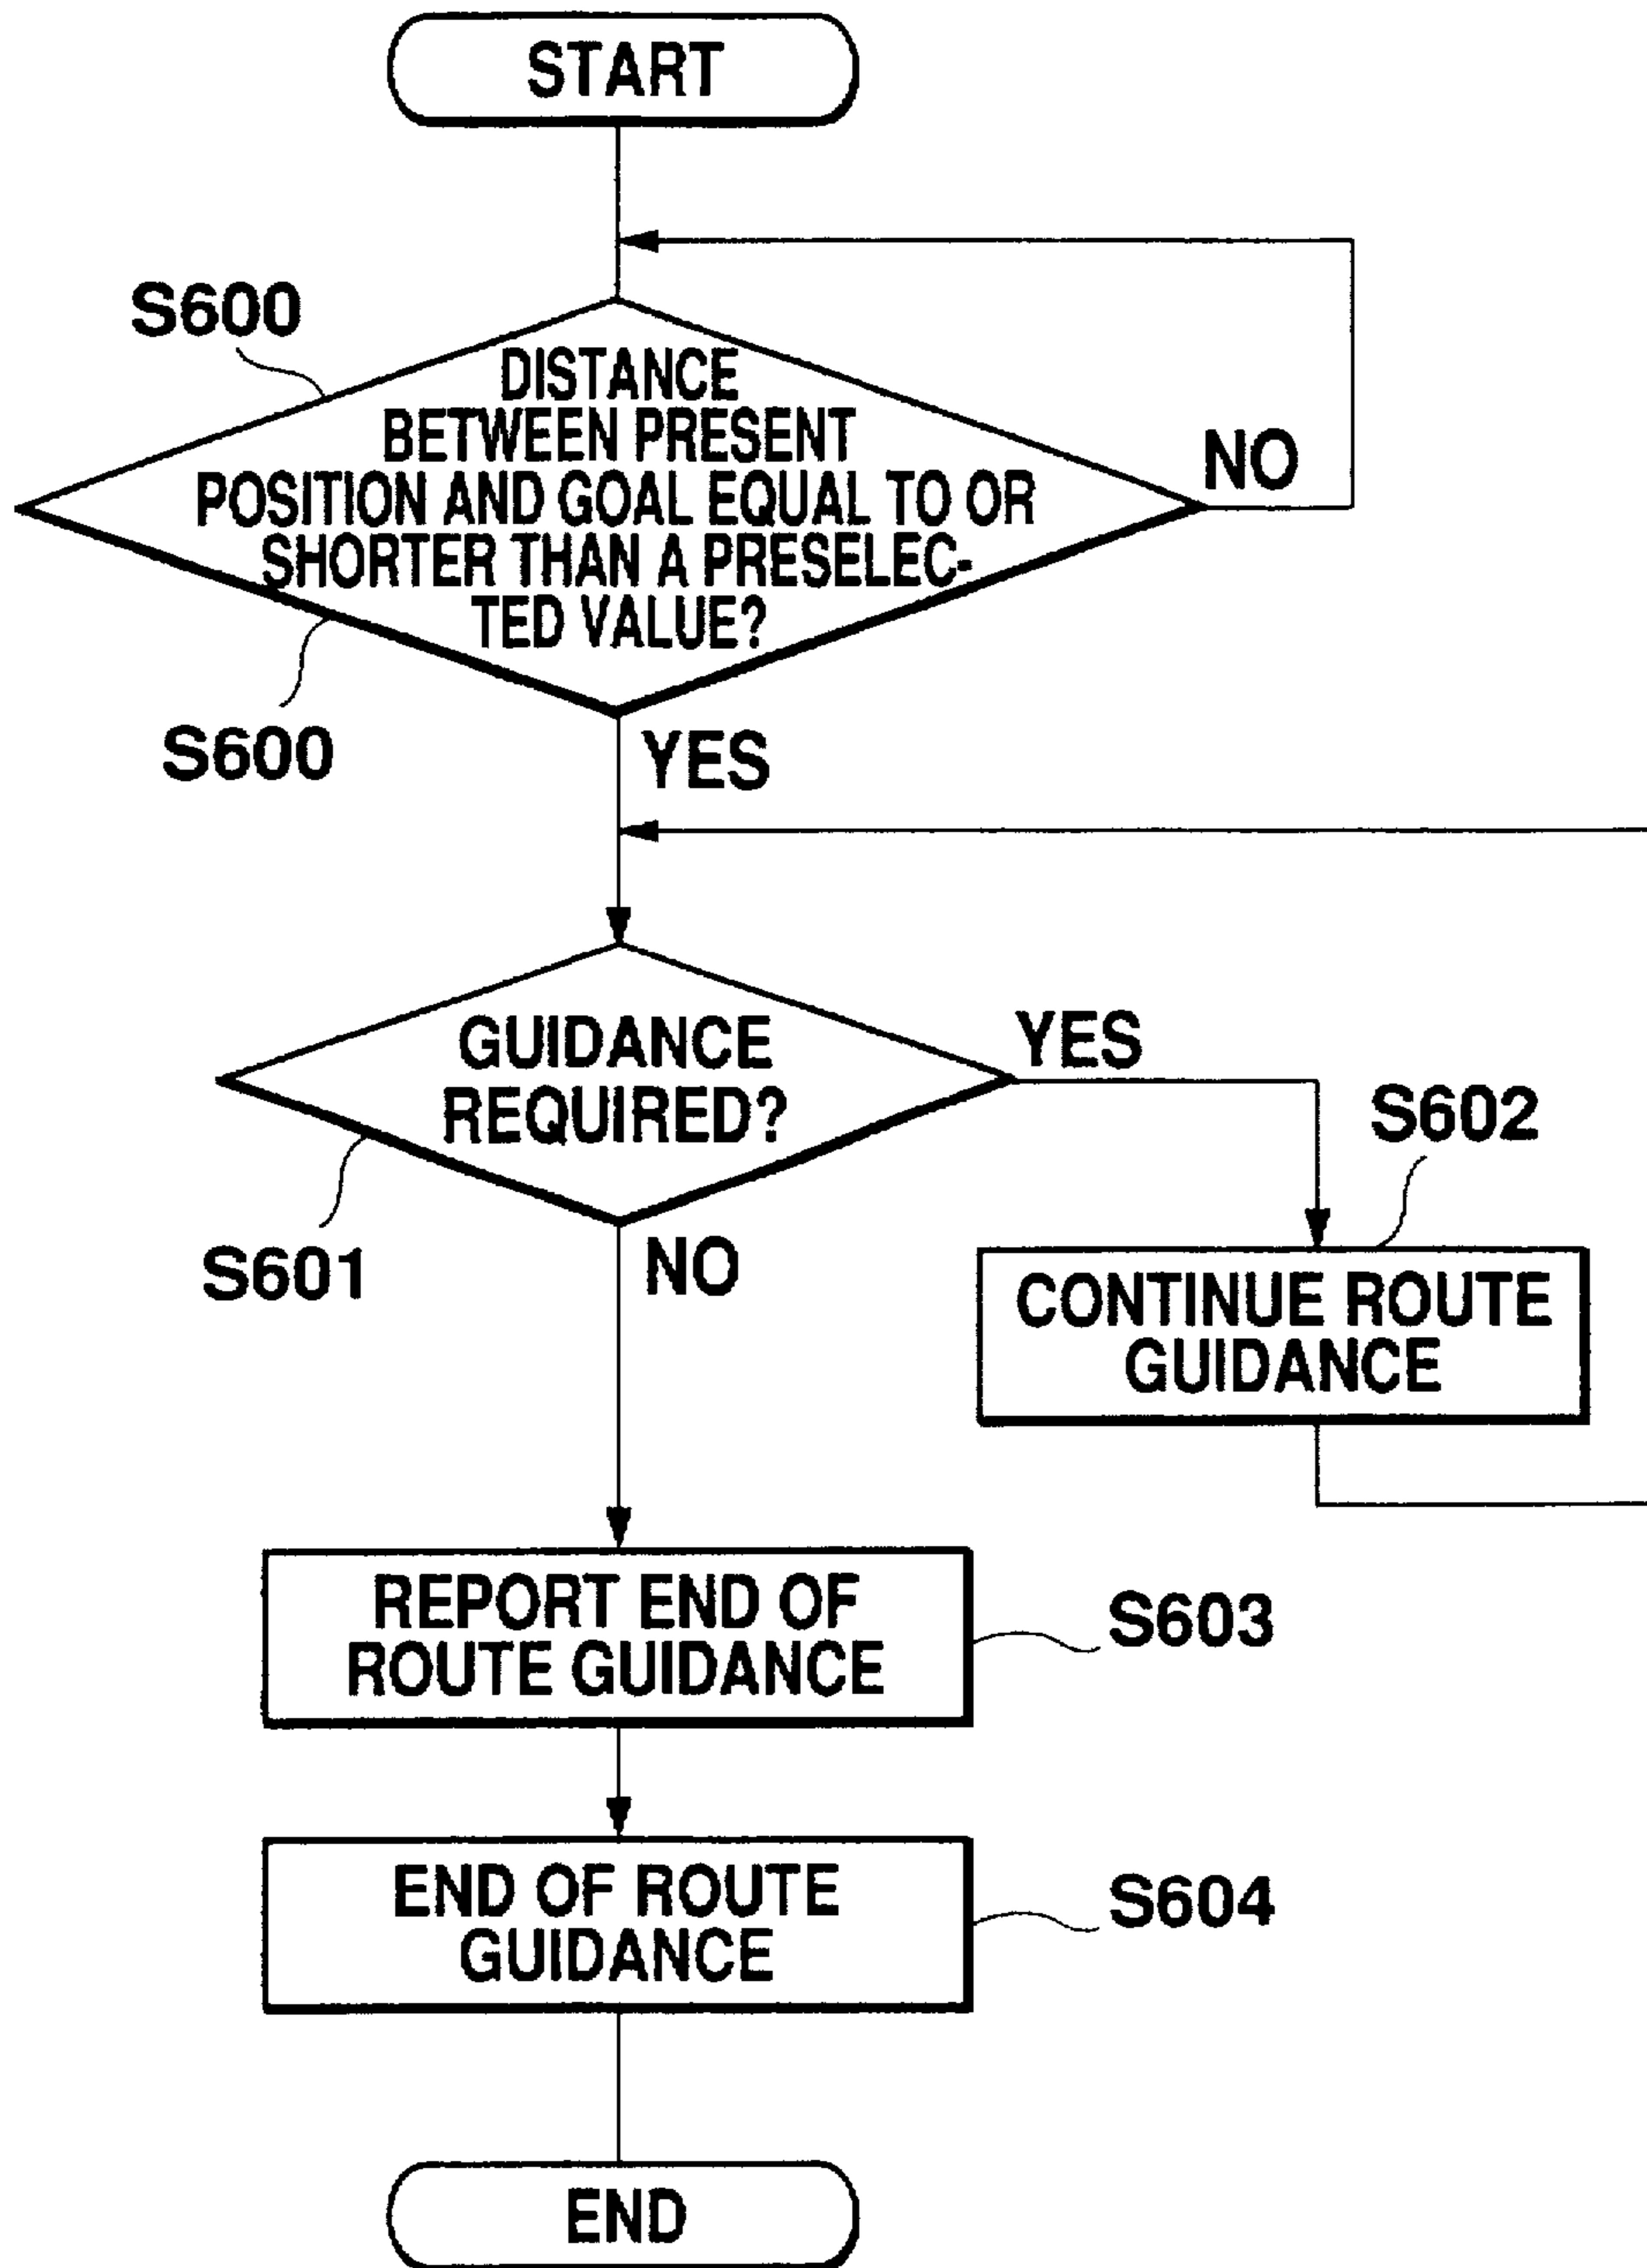 START
S600
DISTANCE
BETWEEN PRESENT
POSITION AND GOAL EQUAL TO OR
SHORTER THAN A PRESELEC-
TED VALUE?
NO
S600
YES
GUIDANCE
REQUIRED?
YES
S602
S601
NO
CONTINUE ROUTE
GUIDANCE
REPORT END OF
ROUTE GUIDANCE
S603
END OF ROUTE
GUIDANCE
S604
END